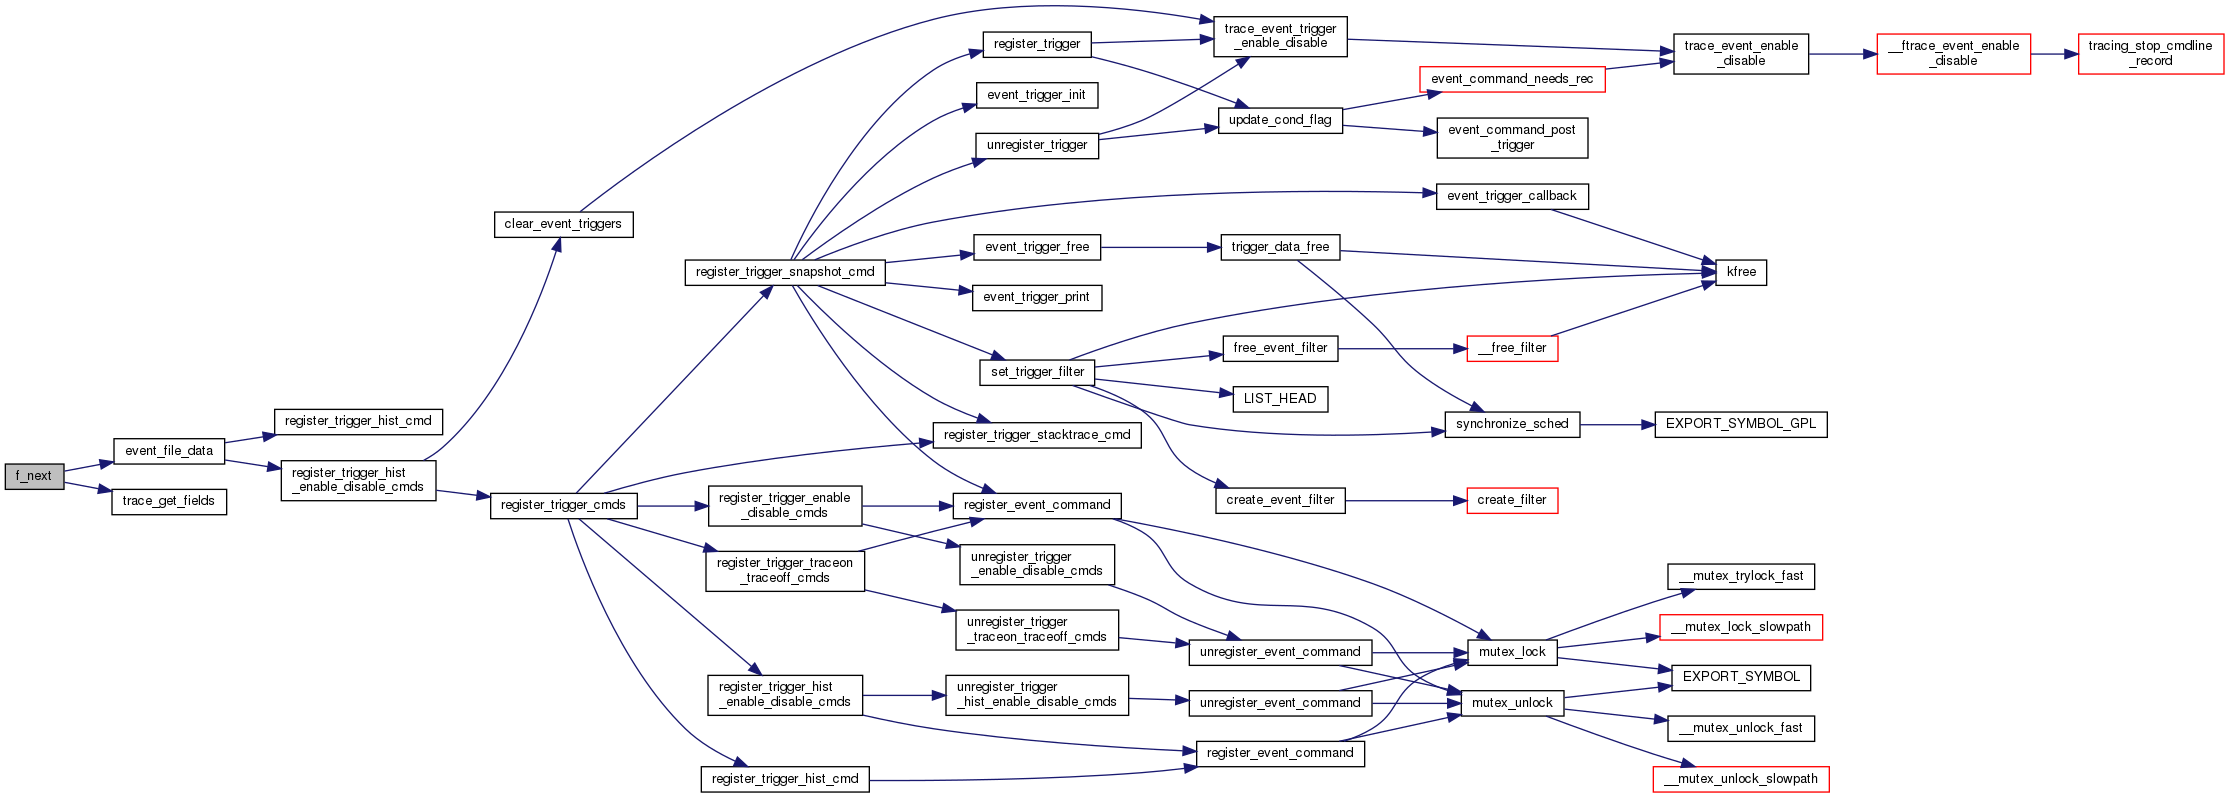 f_next
event_file_data
trace_get_fields
register_trigger_hist_cmd
register_trigger_hist
_enable_disable_cmds
clear_event_triggers
register_trigger_cmds
register_trigger_snapshot_cmd
register_trigger_enable
_disable_cmds
register_trigger_traceon
_traceoff_cmds
register_trigger_hist
_enable_disable_cmds
register_trigger_hist_cmd
register_trigger
event_trigger_init
unregister_trigger
event_trigger_free
event_trigger_print
set_trigger_filter
register_trigger_stacktrace_cmd
register_event_command
unregister_trigger
_enable_disable_cmds
unregister_trigger
_traceon_traceoff_cmds
unregister_trigger
_hist_enable_disable_cmds
trace_event_trigger
_enable_disable
update_cond_flag
trigger_data_free
free_event_filter
LIST_HEAD
create_event_filter
unregister_event_command
unregister_event_command
register_event_command
event_command_needs_rec
event_command_post
_trigger
event_trigger_callback
__free_filter
synchronize_sched
create_filter
mutex_lock
mutex_unlock
trace_event_enable
_disable
kfree
EXPORT_SYMBOL_GPL
__mutex_trylock_fast
__mutex_lock_slowpath
EXPORT_SYMBOL
__mutex_unlock_fast
__mutex_unlock_slowpath
__ftrace_event_enable
_disable
tracing_stop_cmdline
_record